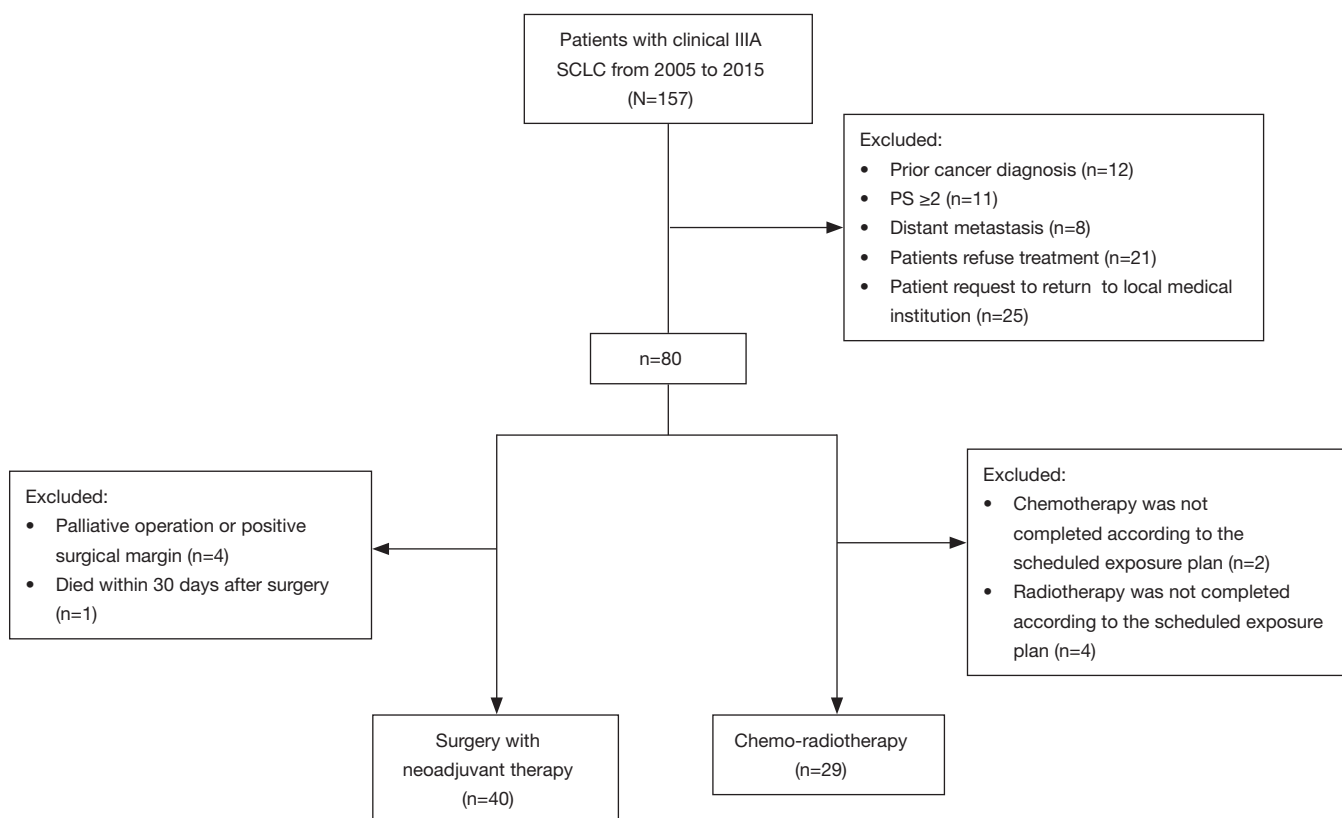 Patients with clinical IIIA
SCLC from 2005 to 2015
(N=157)
Excluded:
• Prior cancer diagnosis (n=12)
• PS ≥2 (n=11)
• Distant metastasis (n=8)
• Patients refuse treatment (n=21)
• Patient request to return to local medical
institution (n=25)
n=80
Excluded:
• Palliative operation or positive
surgical margin (n=4)
• Died within 30 days after surgery
(n=1)
Excluded:
• Chemotherapy was not
completed according to the
scheduled exposure plan (n=2)
• Radiotherapy was not completed
according to the scheduled exposure
plan (n=4)
Surgery with
neoadjuvant therapy
(n=40)
Chemo-radiotherapy
(n=29)